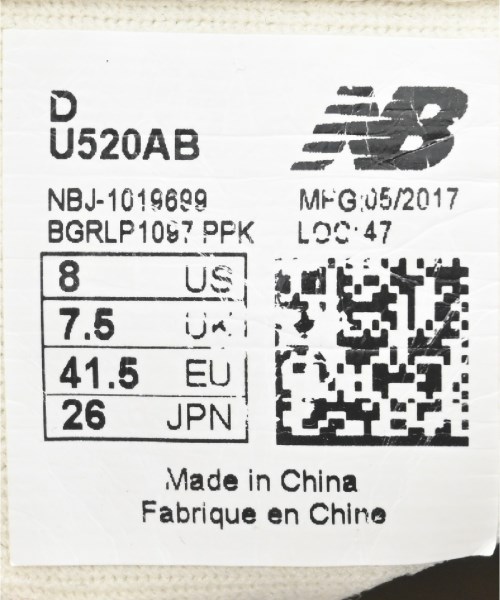 D
U520AB
NB
NBJ-1019699
BGRLP1097 PPK
MFG:05/2017
LOC:47
8 US
7.5 UK
41.5 EU
26 JPN
Made in China
Fabrique en Chine